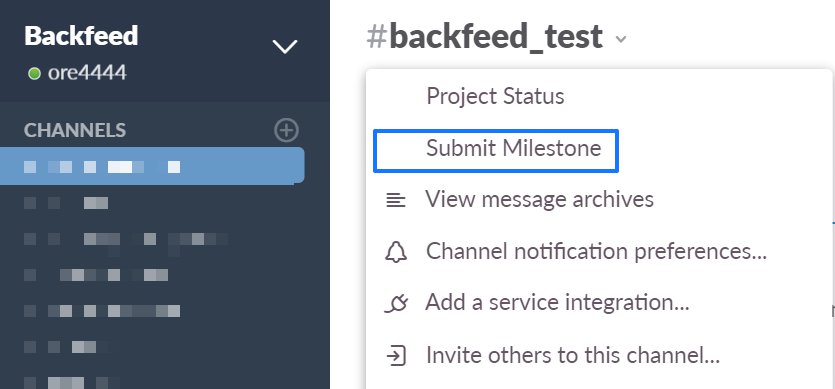 Backfeed
ore4444
CHANNELS
#backfeed_test
Project Status
Submit Milestone
View message archives
Channel notification preferences...
Add a service integration...
Invite others to this channel...